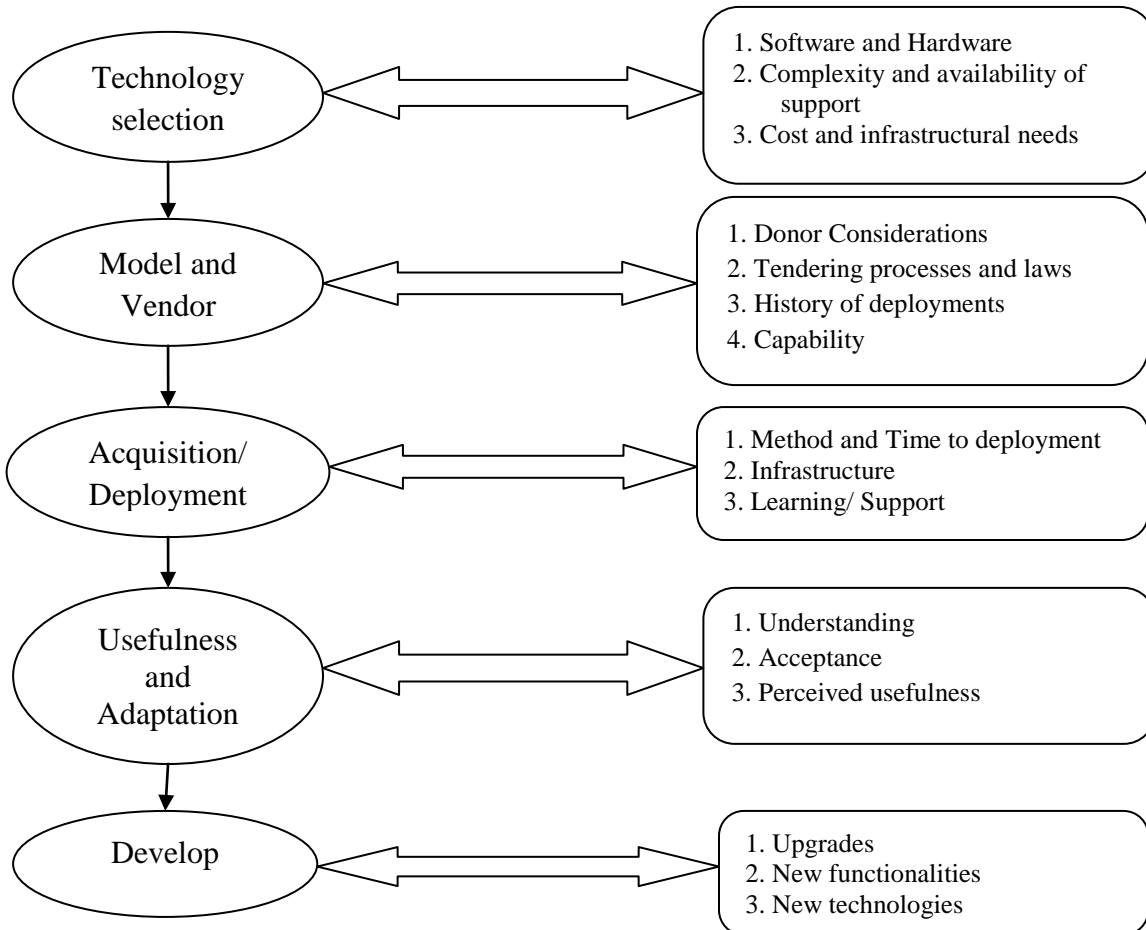 Technology
selection
1. Software and Hardware
2. Complexity and availability of
support
3. Cost and infrastructural needs
Model and
Vendor
1. Donor Considerations
2. Tendering processes and laws
3. History of deployments
4. Capability
Acquisition/
Deployment
1. Method and Time to deployment
2. Infrastructure
3. Learning/ Support
Usefulness
and
Adaptation
1. Understanding
2. Acceptance
3. Perceived usefulness
Develop
1. Upgrades
2. New functionalities
3. New technologies